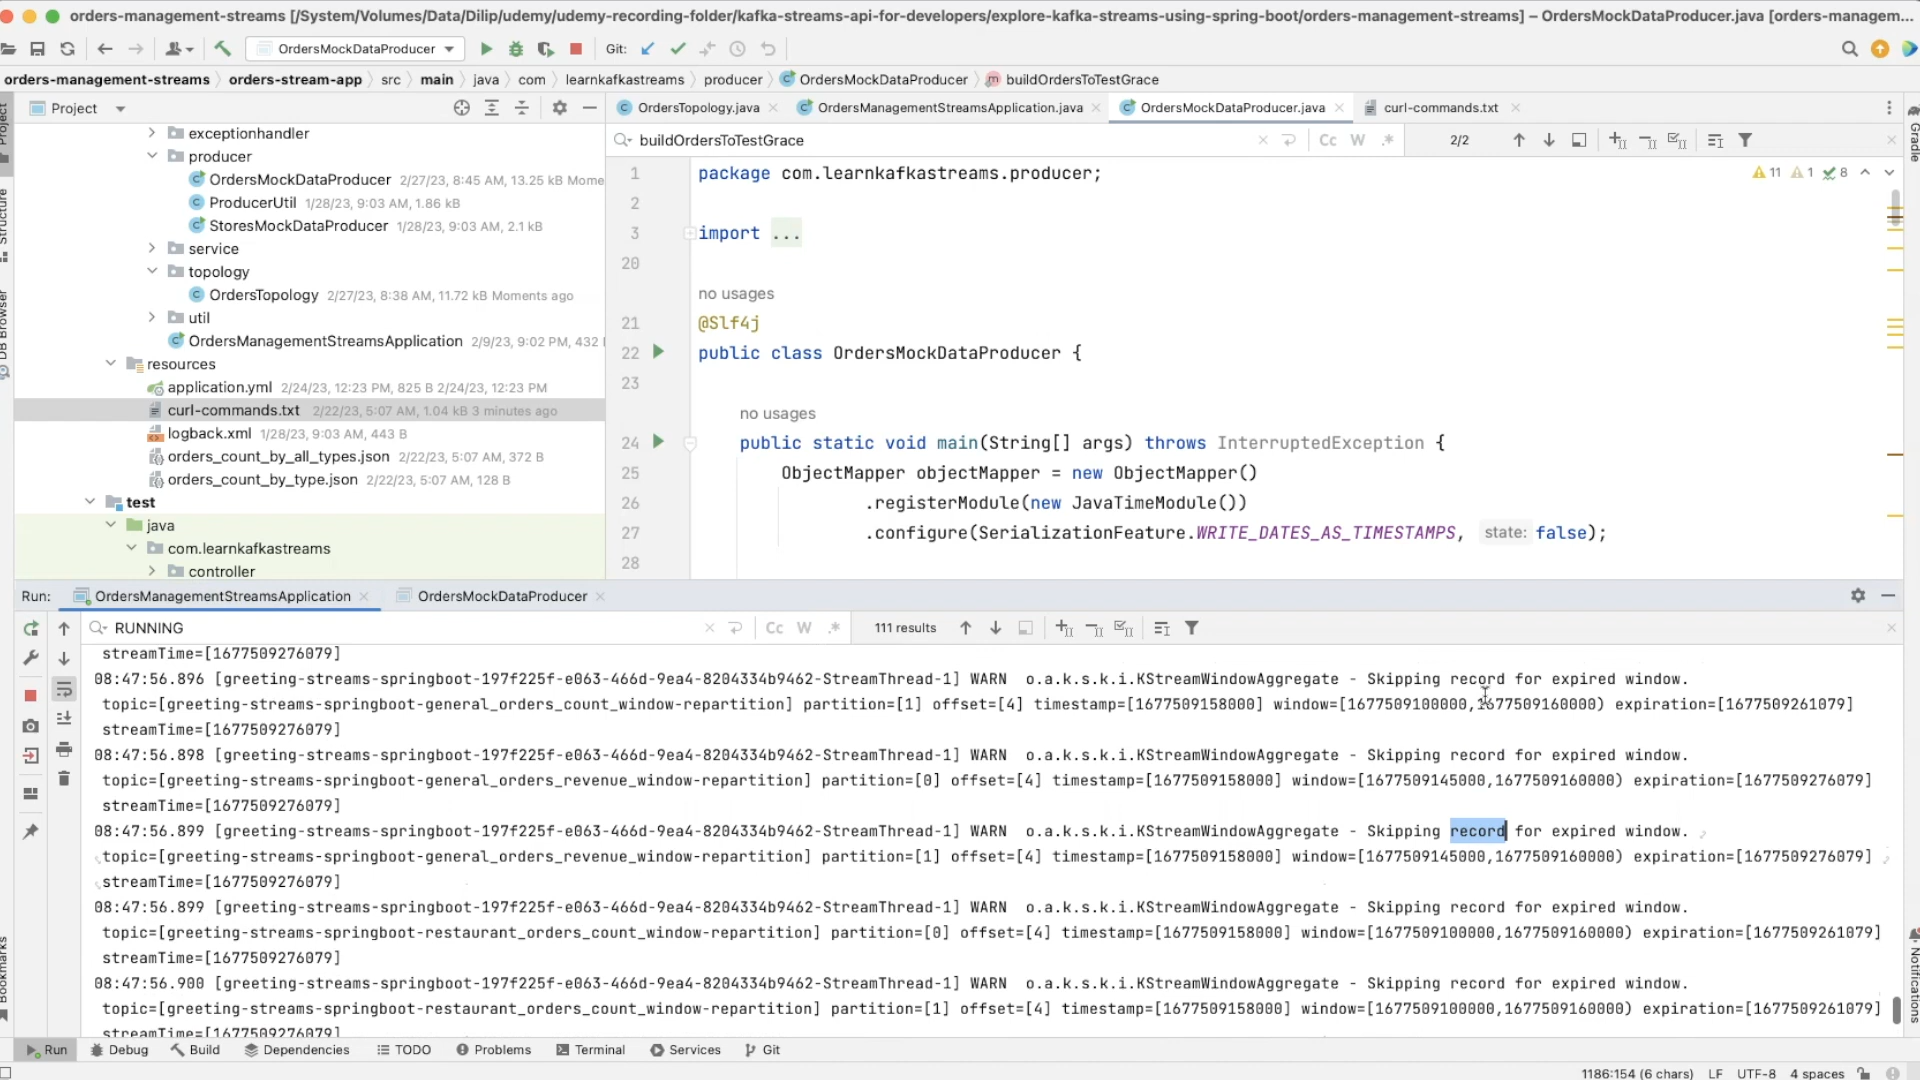 orders-management-streams [/System/Volumes/Data/Dilip/udemy/udemy-recording-folder/kafka-streams-api-for-developers/explore-kafka-streams-using-spring-boot/orders-management-streams] – OrdersMockDataProducer.java [orders-managem...
OrdersMockDataProducer
Git:
orders-management-streams orders-stream-app src main java com learnkafkastreams producer OrdersMockDataProducer buildOrdersToTestGrace
Project
OrdersTopology.java
OrdersManagementStreamsApplication.java
OrdersMockDataProducer.java
curl-commands.txt
buildOrdersToTestGrace
Cc W .*
2/2
Project
Structure
DB Browser
Bookmarks
Gradle
Notifications
exceptionhandler
producer
OrdersMockDataProducer 2/27/23, 8:45 AM, 13.25 kB Mome
ProducerUtil 1/28/23, 9:03 AM, 1.86 kB
StoresMockDataProducer 1/28/23, 9:03 AM, 2.1 kB
service
topology
OrdersTopology 2/27/23, 8:38 AM, 11.72 kB Moments ago
util
OrdersManagementStreamsApplication 2/9/23, 9:02 PM, 432
resources
application.yml 2/24/23, 12:23 PM, 825 B 2/24/23, 12:23 PM
curl-commands.txt 2/22/23, 5:07 AM, 1.04 kB 3 minutes ago
logback.xml 1/28/23, 9:03 AM, 443 B
orders_count_by_all_types.json 2/22/23, 5:07 AM, 372 B
orders_count_by_type.json 2/22/23, 5:07 AM, 128 B
test
java
com.learnkafkastreams
controller
11 1 8
1 package com.learnkafkastreams.producer;
2
3 import ...
20
no usages
21 @Slf4j
22 public class OrdersMockDataProducer {
23
no usages
24 public static void main(String[] args) throws InterruptedException {
25 ObjectMapper objectMapper = new ObjectMapper()
26 .registerModule(new JavaTimeModule())
27 .configure(SerializationFeature.WRITE_DATES_AS_TIMESTAMPS, state: false);
28
Run: OrdersManagementStreamsApplication OrdersMockDataProducer
RUNNING
Cc W .*
111 results
streamTime=[1677509276079]
08:47:56.896 [greeting-streams-springboot-197f225f-e063-466d-9ea4-8204334b9462-StreamThread-1] WARN o.a.k.s.k.i.KStreamWindowAggregate - Skipping record for expired window.
topic=[greeting-streams-springboot-general_orders_count_window-repartition] partition=[1] offset=[4] timestamp=[1677509158000] window=[1677509100000,1677509160000) expiration=[1677509261079]
streamTime=[1677509276079]
08:47:56.898 [greeting-streams-springboot-197f225f-e063-466d-9ea4-8204334b9462-StreamThread-1] WARN o.a.k.s.k.i.KStreamWindowAggregate - Skipping record for expired window.
topic=[greeting-streams-springboot-general_orders_revenue_window-repartition] partition=[0] offset=[4] timestamp=[1677509158000] window=[1677509145000,1677509160000) expiration=[1677509276079]
streamTime=[1677509276079]
08:47:56.899 [greeting-streams-springboot-197f225f-e063-466d-9ea4-8204334b9462-StreamThread-1] WARN o.a.k.s.k.i.KStreamWindowAggregate - Skipping record for expired window.
topic=[greeting-streams-springboot-general_orders_revenue_window-repartition] partition=[1] offset=[4] timestamp=[1677509158000] window=[1677509145000,1677509160000) expiration=[1677509276079]
streamTime=[1677509276079]
08:47:56.899 [greeting-streams-springboot-197f225f-e063-466d-9ea4-8204334b9462-StreamThread-1] WARN o.a.k.s.k.i.KStreamWindowAggregate - Skipping record for expired window.
topic=[greeting-streams-springboot-restaurant_orders_count_window-repartition] partition=[0] offset=[4] timestamp=[1677509158000] window=[1677509100000,1677509160000) expiration=[1677509261079]
streamTime=[1677509276079]
08:47:56.900 [greeting-streams-springboot-197f225f-e063-466d-9ea4-8204334b9462-StreamThread-1] WARN o.a.k.s.k.i.KStreamWindowAggregate - Skipping record for expired window.
topic=[greeting-streams-springboot-restaurant_orders_count_window-repartition] partition=[1] offset=[4] timestamp=[1677509158000] window=[1677509100000,1677509160000) expiration=[1677509261079]
streamTime=[1677509276079]
Run Debug Build Dependencies TODO Problems Terminal Services Git
1186:154 (6 chars) LF UTF-8 4 spaces